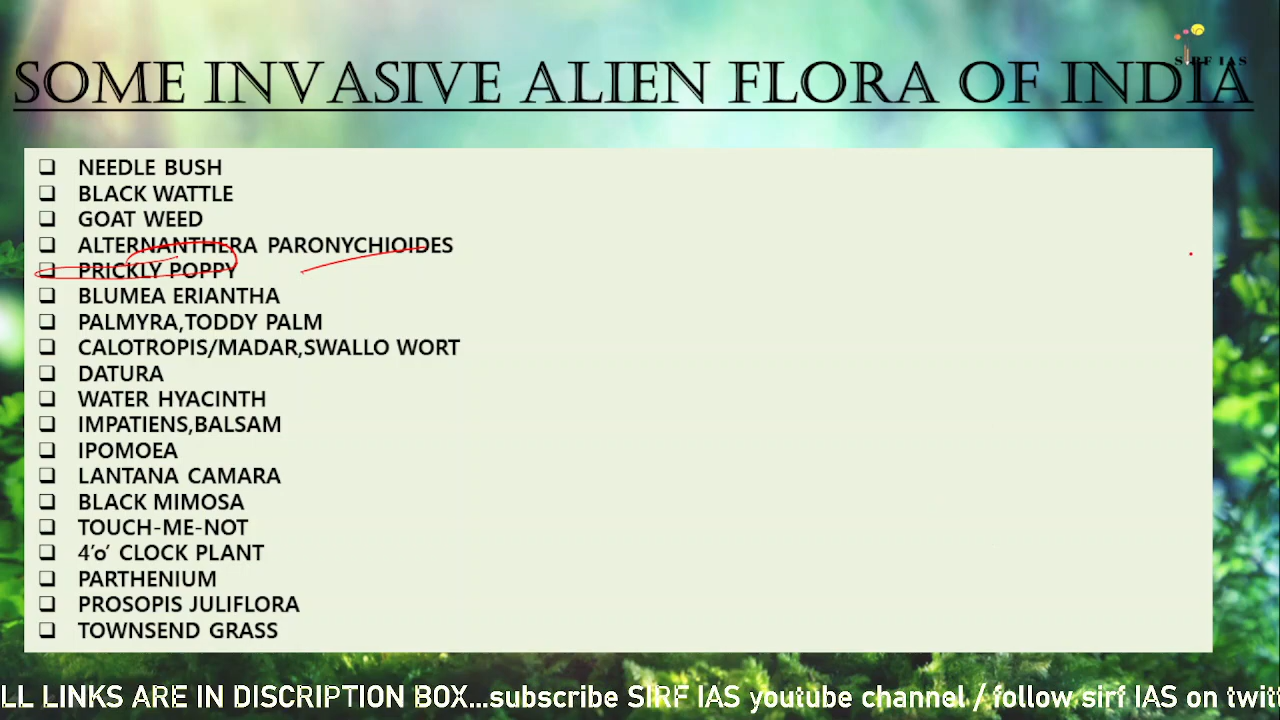 SIRF IAS
SOME INVASIVE ALIEN FLORA OF INDIA
❑ NEEDLE BUSH
❑ BLACK WATTLE
❑ GOAT WEED
❑ ALTERNANTHERA PARONYCHIOIDES
❑ PRICKLY POPPY
❑ BLUMEA ERIANTHA
❑ PALMYRA,TODDY PALM
❑ CALOTROPIS/MADAR,SWALLO WORT
❑ DATURA
❑ WATER HYACINTH
❑ IMPATIENS,BALSAM
❑ IPOMOEA
❑ LANTANA CAMARA
❑ BLACK MIMOSA
❑ TOUCH-ME-NOT
❑ 4'o' CLOCK PLANT
❑ PARTHENIUM
❑ PROSOPIS JULIFLORA
❑ TOWNSEND GRASS
LL LINKS ARE IN DISCRIPTION BOX...subscribe SIRF IAS youtube channel / follow sirf IAS on twit